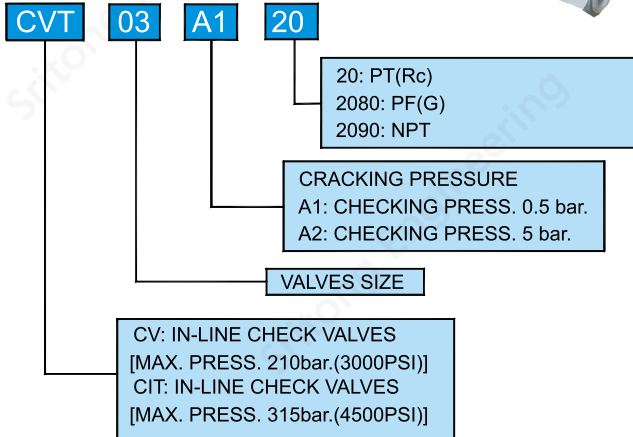 CVT 03 A1 20
20: PT(Rc)
2080: PF(G)
2090: NPT
CRACKING PRESSURE
A1: CHECKING PRESS. 0.5 bar.
A2: CHECKING PRESS. 5 bar.
VALVES SIZE
CV: IN-LINE CHECK VALVES
[MAX. PRESS. 210bar.(3000PSI)]
CIT: IN-LINE CHECK VALVES
[MAX. PRESS. 315bar.(4500PSI)]
Sritong Engineering